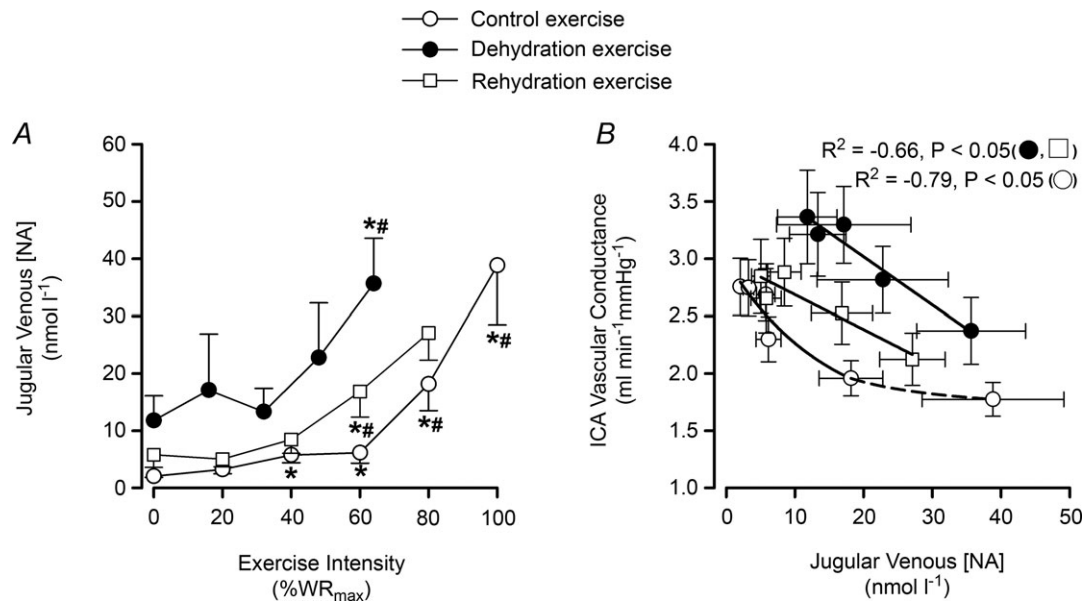 Control exercise
Dehydration exercise
Rehydration exercise
A
Jugular Venous [NA]
(nmol l⁻¹)
60
50
40
30
20
10
0
*#
*#
*#
*#
*
*
0 20 40 60 80 100
Exercise Intensity
(%WRmax)
B
R² = -0.66, P < 0.05(●, □)
R² = -0.79, P < 0.05 (○)
ICA Vascular Conductance
(ml min⁻¹mmHg⁻¹)
4.0
3.5
3.0
2.5
2.0
1.5
1.0
0 10 20 30 40 50
Jugular Venous [NA]
(nmol l⁻¹)